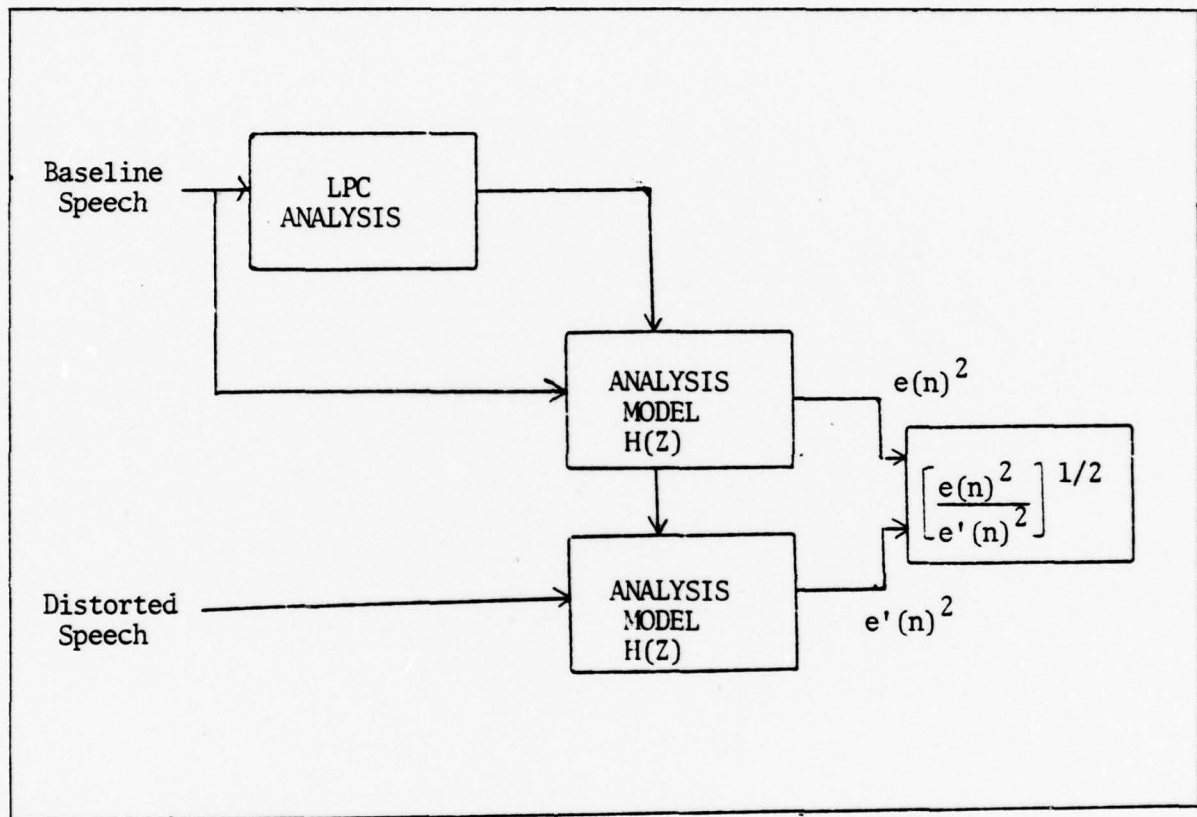 Baseline
Speech
LPC
ANALYSIS
ANALYSIS
MODEL
H(Z)
e(n)^2
[e(n)^2 / e'(n)^2]^1/2
ANALYSIS
MODEL
H(Z)
Distorted
Speech
e'(n)^2